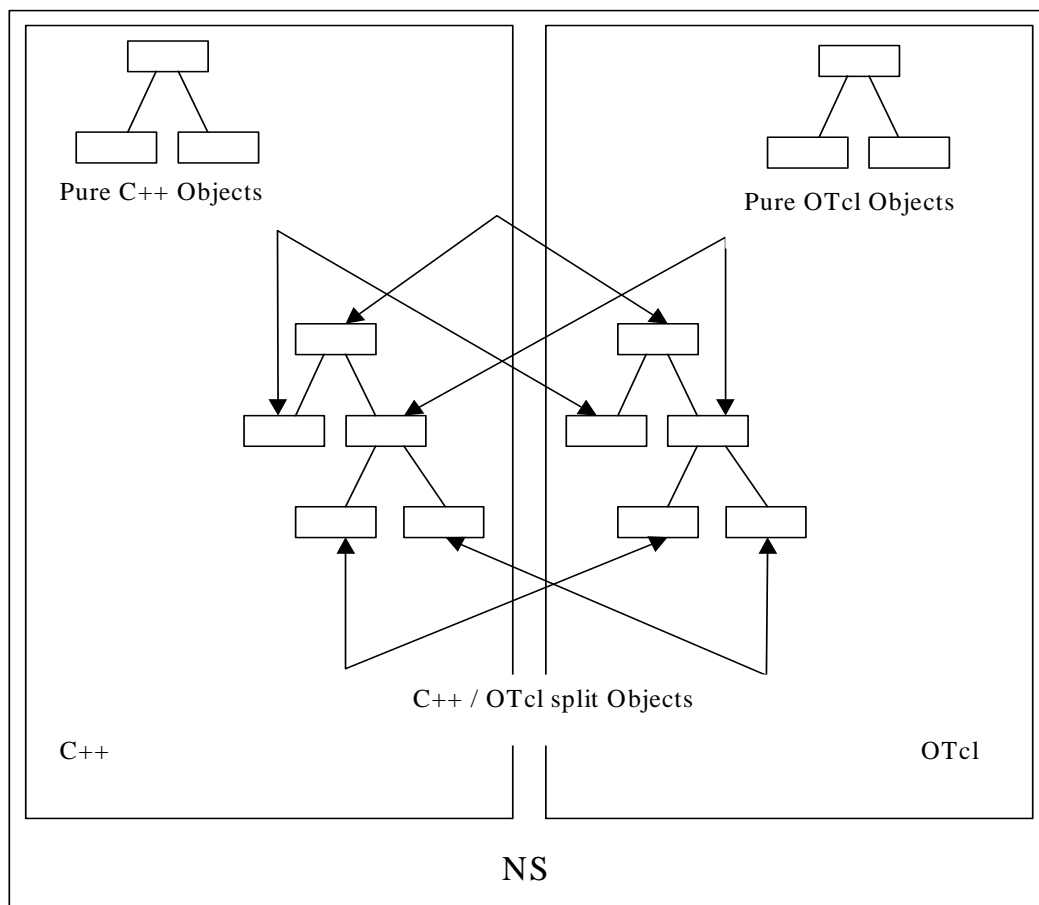 Pure C++ Objects
Pure OTcl Objects
C++ / OTcl split Objects
C++
OTcl
NS